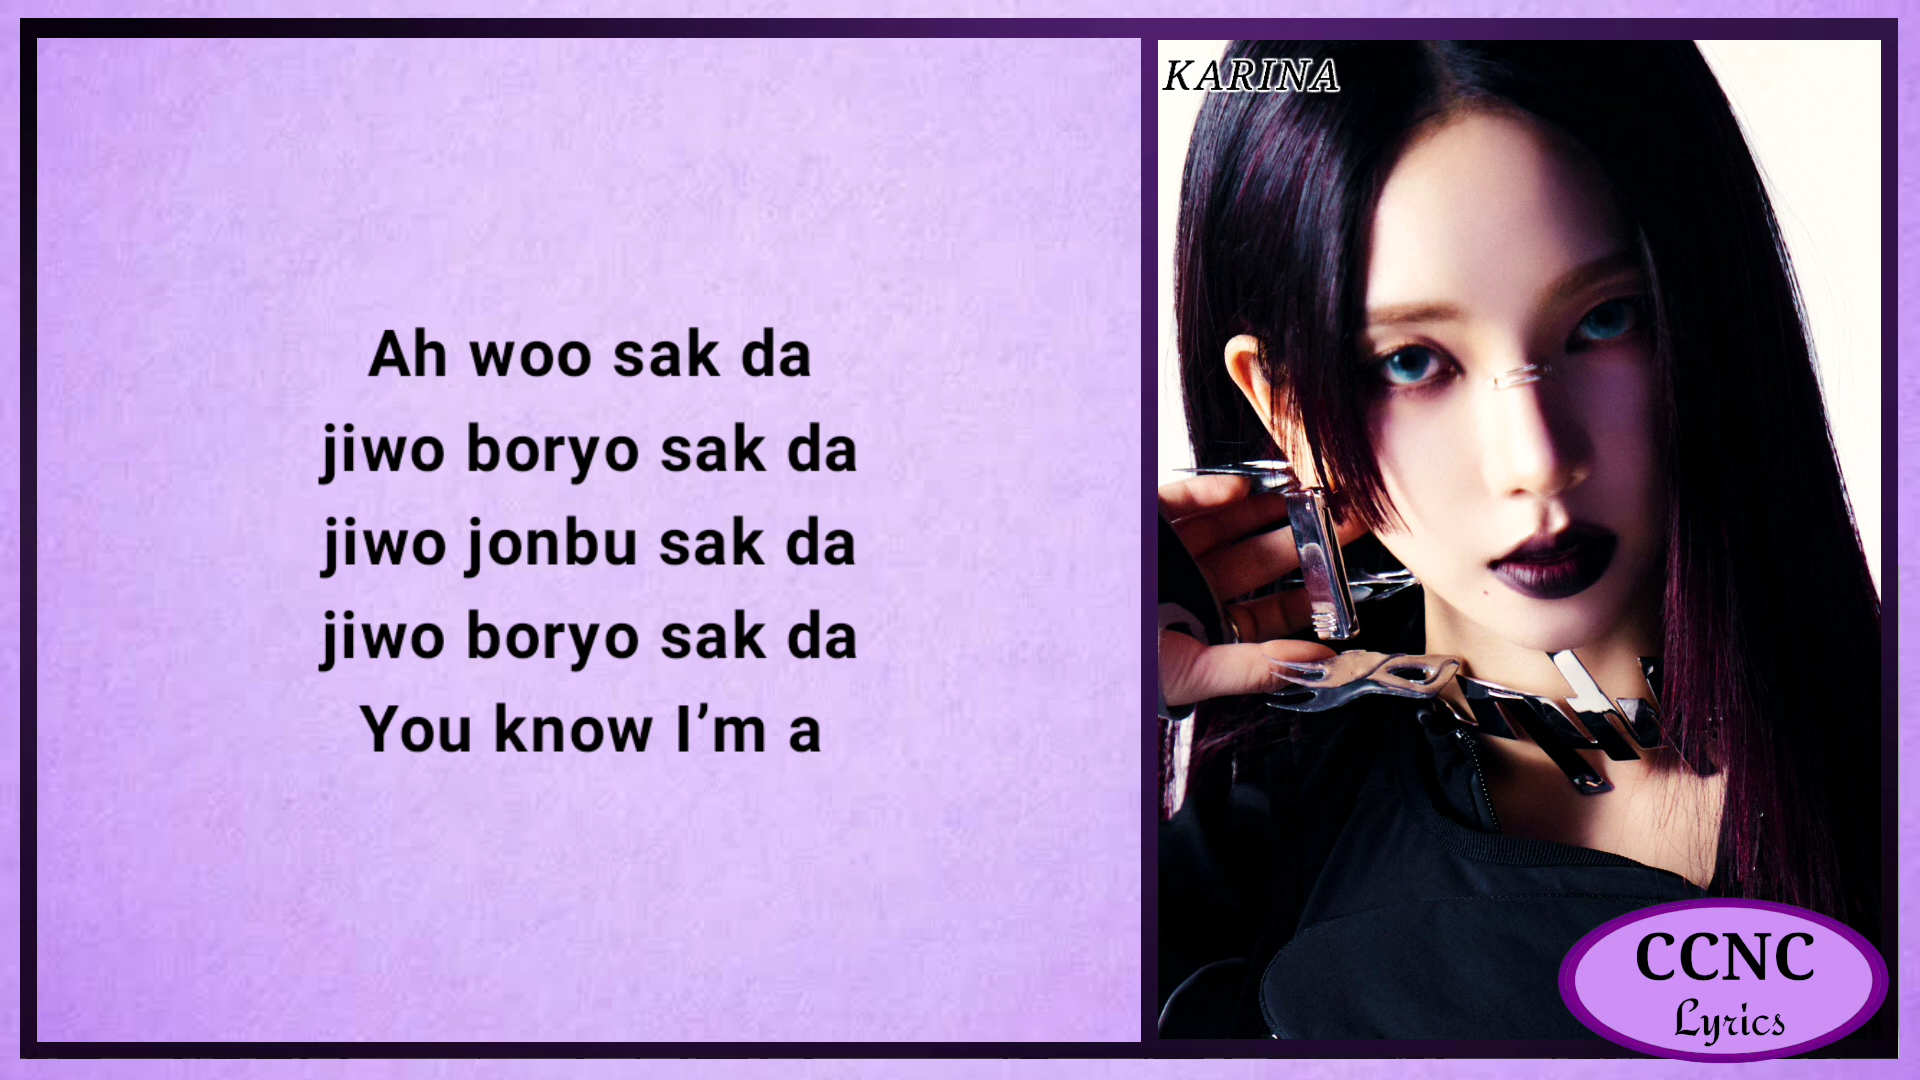 KARINA
Ah woo sak da
jiwo boryo sak da
jiwo jonbu sak da
jiwo boryo sak da
You know I’m a
CCNC
Lyrics